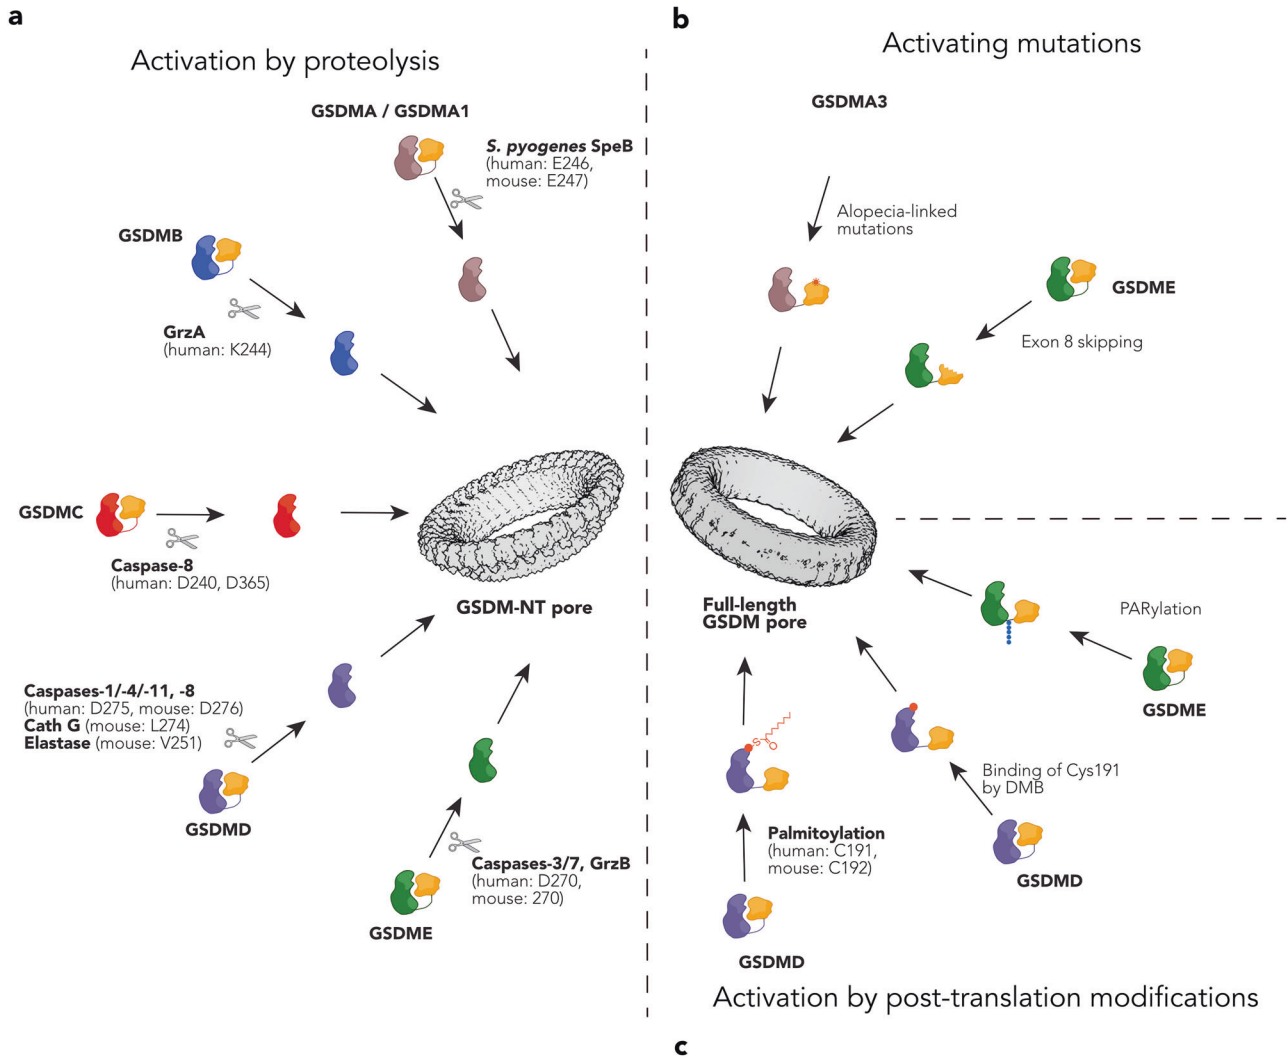 a
Activation by proteolysis
GSDMA / GSDMA1
S. pyogenes SpeB
(human: E246,
mouse: E247)
GSDMB
GrzA
(human: K244)
GSDMC
Caspase-8
(human: D240, D365)
GSDM-NT pore
Caspases-1/-4/-11, -8
(human: D275, mouse: D276)
Cath G (mouse: L274)
Elastase (mouse: V251)
GSDMD
Caspases-3/7, GrzB
(human: D270,
mouse: 270)
GSDME
b
Activating mutations
GSDMA3
Alopecia-linked
mutations
GSDME
Exon 8 skipping
Full-length
GSDM pore
PARylation
GSDME
S
O
Binding of Cys191
by DMB
GSDMD
Palmitoylation
(human: C191,
mouse: C192)
GSDMD
Activation by post-translation modifications
c